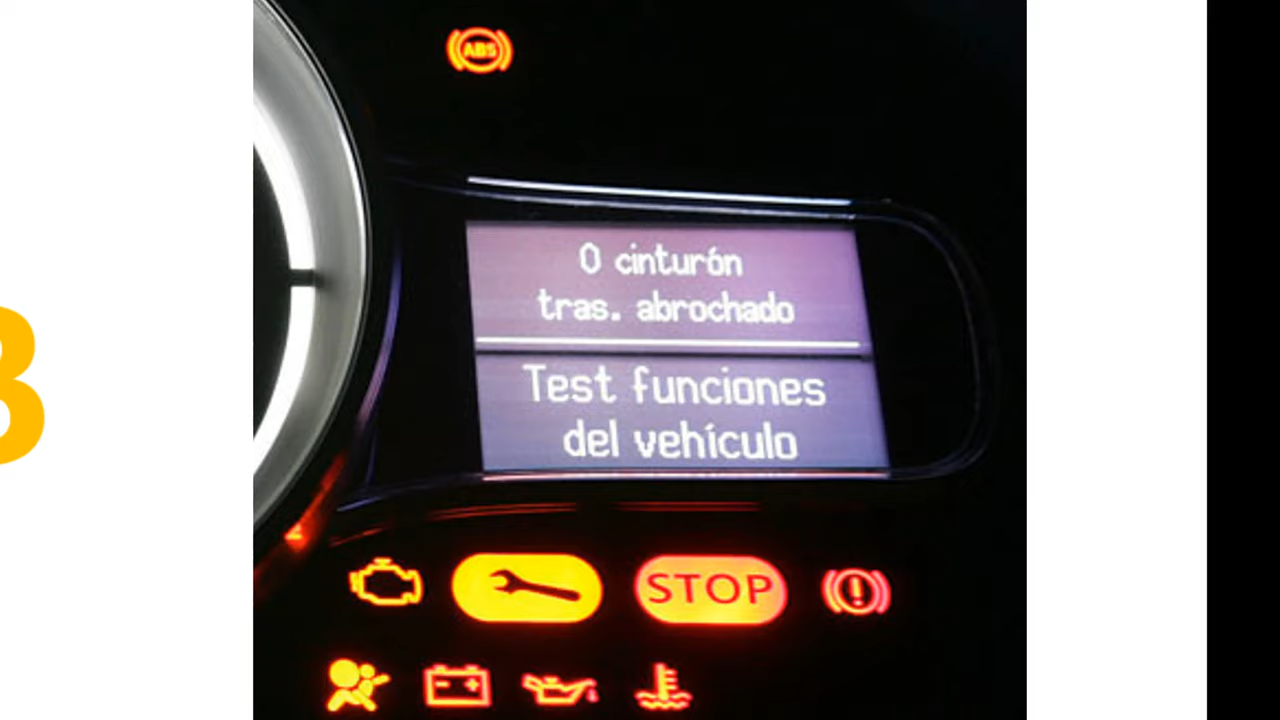 ABS
0 cinturón
tras. abrochado
Test funciones
del vehículo
STOP